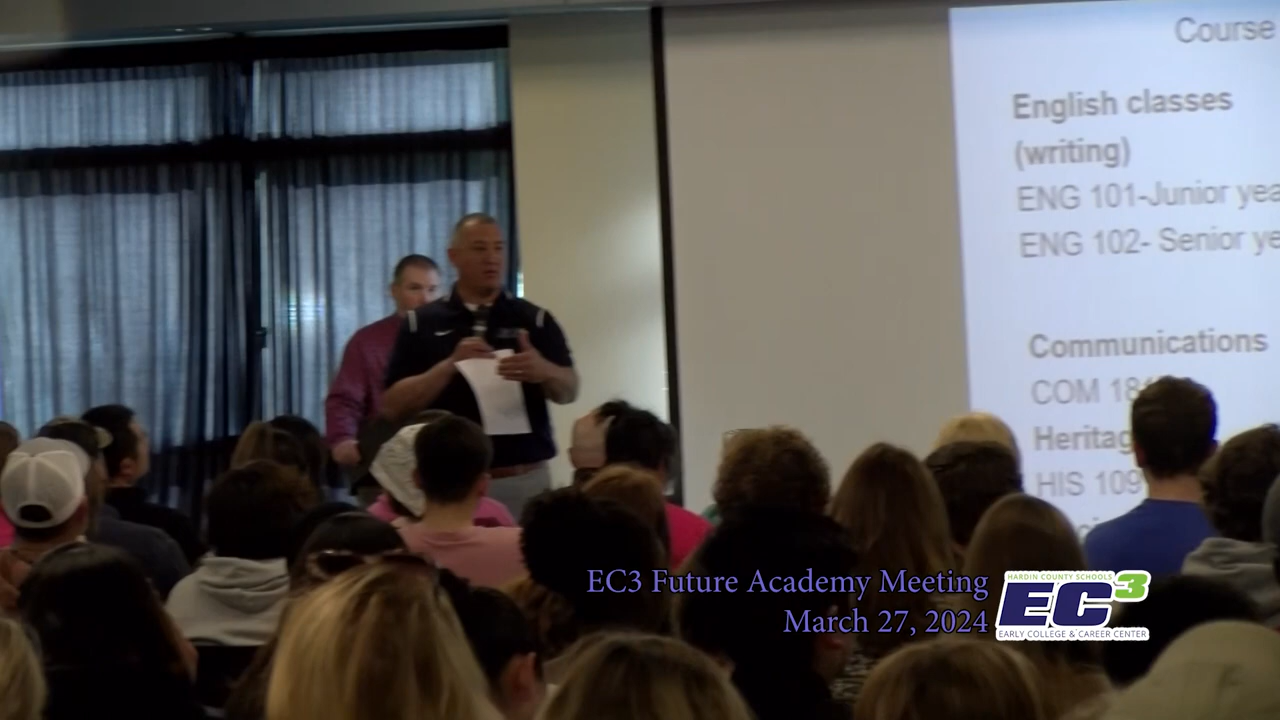 Course
English classes
(writing)
ENG 101-Junior yea
ENG 102- Senior ye
Communications
COM 18
Heritag
HIS 109
EC3 Future Academy Meeting
March 27, 2024
HARDIN COUNTY SCHOOLS
EC3
EARLY COLLEGE & CAREER CENTER